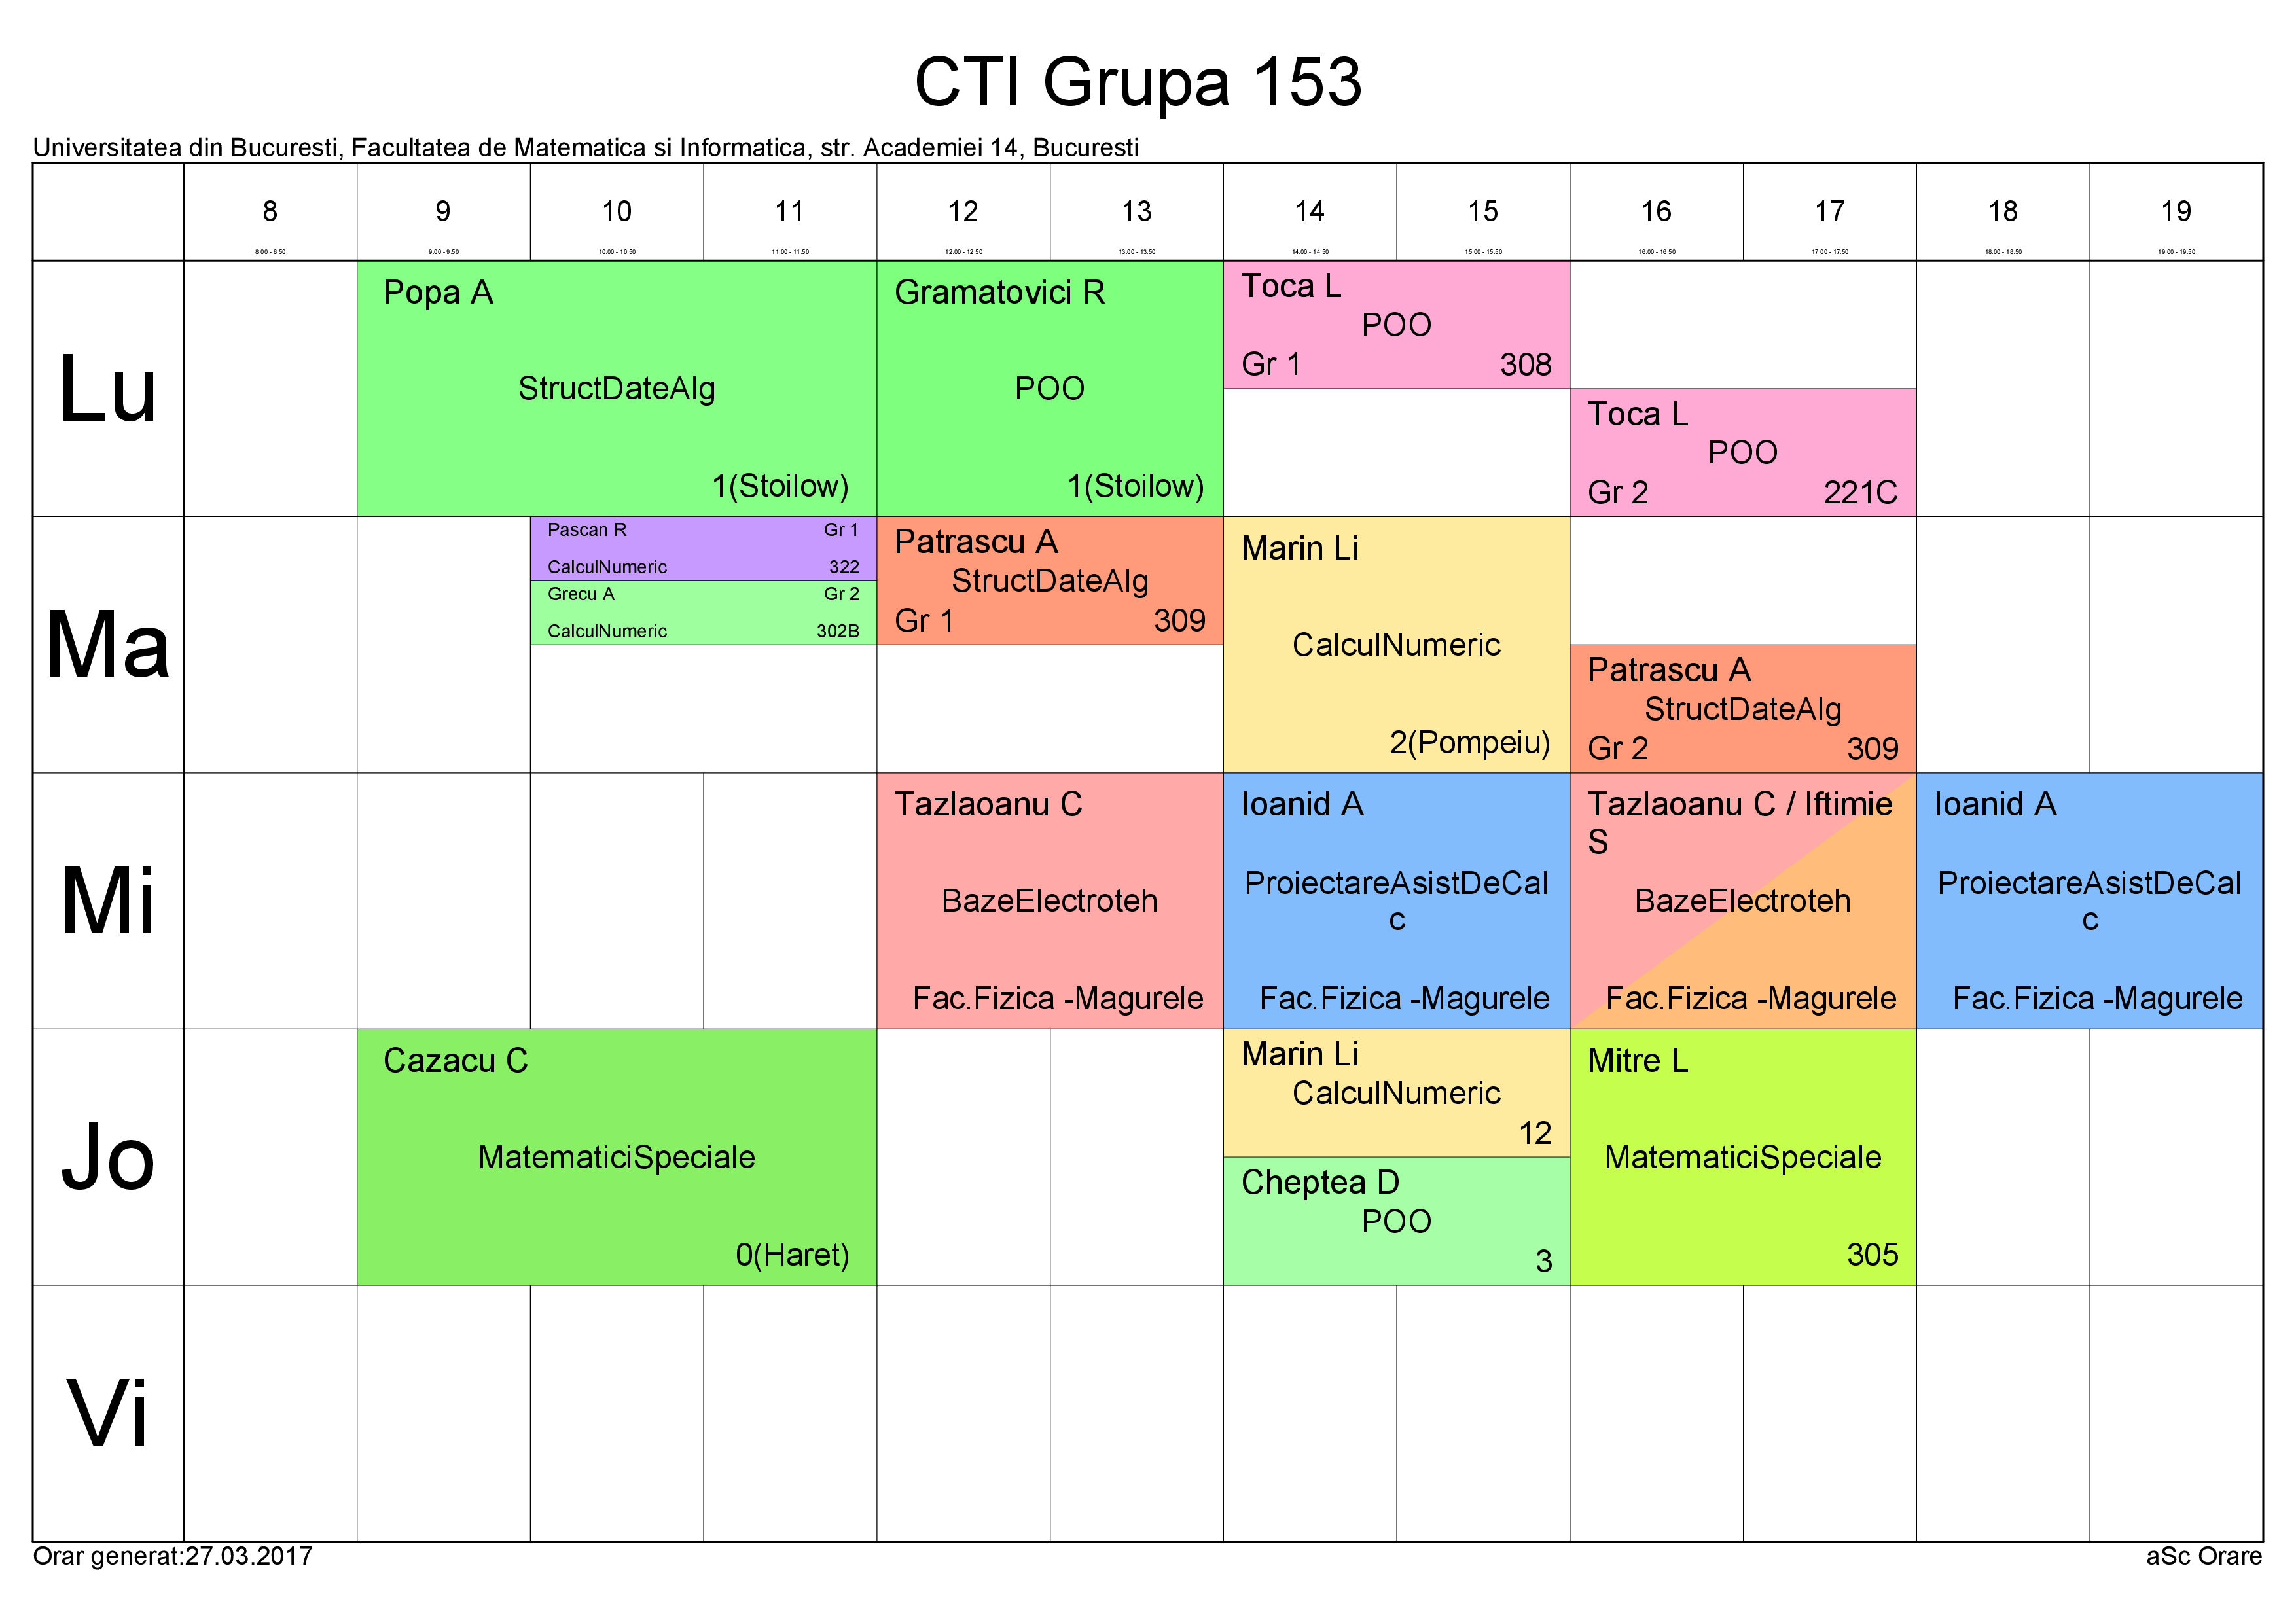 CTI Grupa 153
Universitatea din Bucuresti, Facultatea de Matematica si Informatica, str. Academiei 14, Bucuresti
8 9 10 11 12 13 14 15 16 17 18 19
8:00 - 8:50 9:00 - 9:50 10:00 - 10:50 11:00 - 11:50 12:00 - 12:50 13:00 - 13:50 14:00 - 14:50 15:00 - 15:50 16:00 - 16:50 17:00 - 17:50 18:00 - 18:50 19:00 - 19:50
Lu
Popa A
StructDateAlg
1(Stoilow)
Gramatovici R
POO
1(Stoilow)
Toca L
POO
Gr 1 308
Toca L
POO
Gr 2 221C
Ma
Pascan R Gr 1
CalculNumeric 322
Grecu A Gr 2
CalculNumeric 302B
Patrascu A
StructDateAlg
Gr 1 309
Marin Li
CalculNumeric
2(Pompeiu)
Patrascu A
StructDateAlg
Gr 2 309
Mi
Tazlaoanu C
BazeElectroteh
Fac.Fizica -Magurele
Ioanid A
ProiectareAsistDeCal
c
Fac.Fizica -Magurele
Tazlaoanu C / Iftimie
S
BazeElectroteh
Fac.Fizica -Magurele
Ioanid A
ProiectareAsistDeCal
c
Fac.Fizica -Magurele
Jo
Cazacu C
MatematiciSpeciale
0(Haret)
Marin Li
CalculNumeric
12
Cheptea D
POO
3
Mitre L
MatematiciSpeciale
305
Vi
Orar generat:27.03.2017
aSc Orare